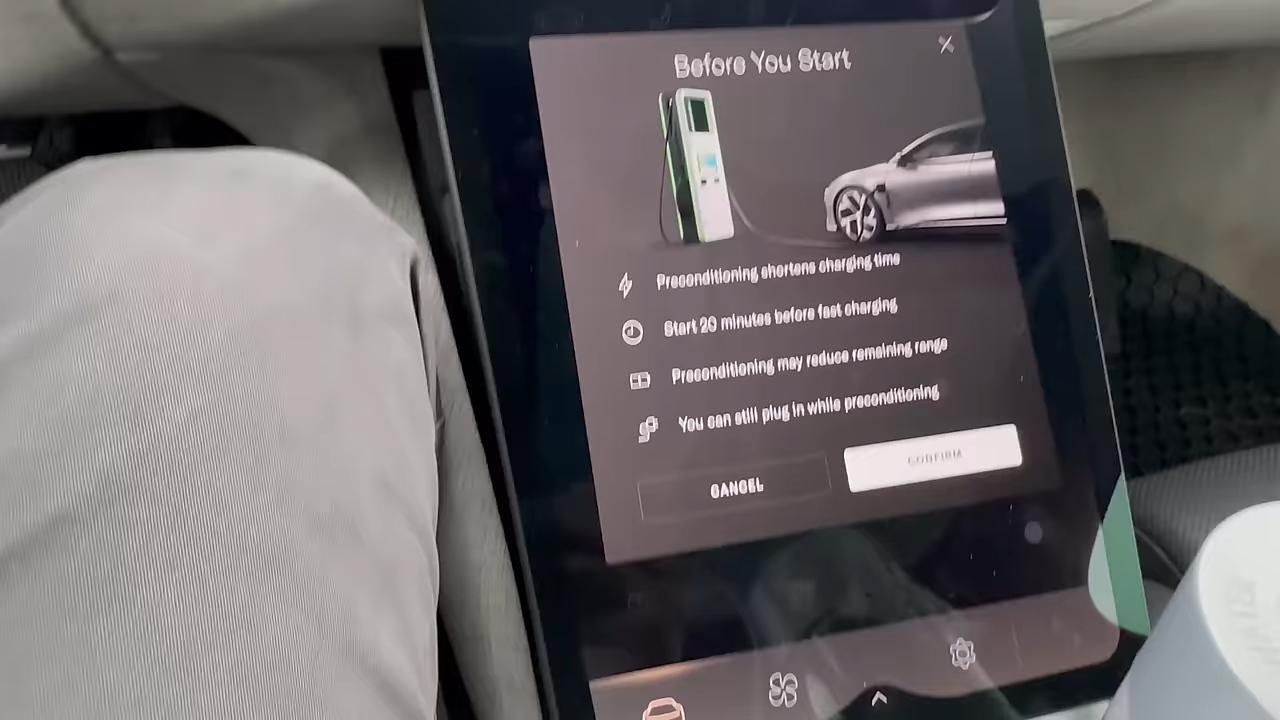 Before You Start
Preconditioning shortens charging time
Start 20 minutes before fast charging
Preconditioning may reduce remaining range
You can still plug in while preconditioning
CANCEL
CONFIRM